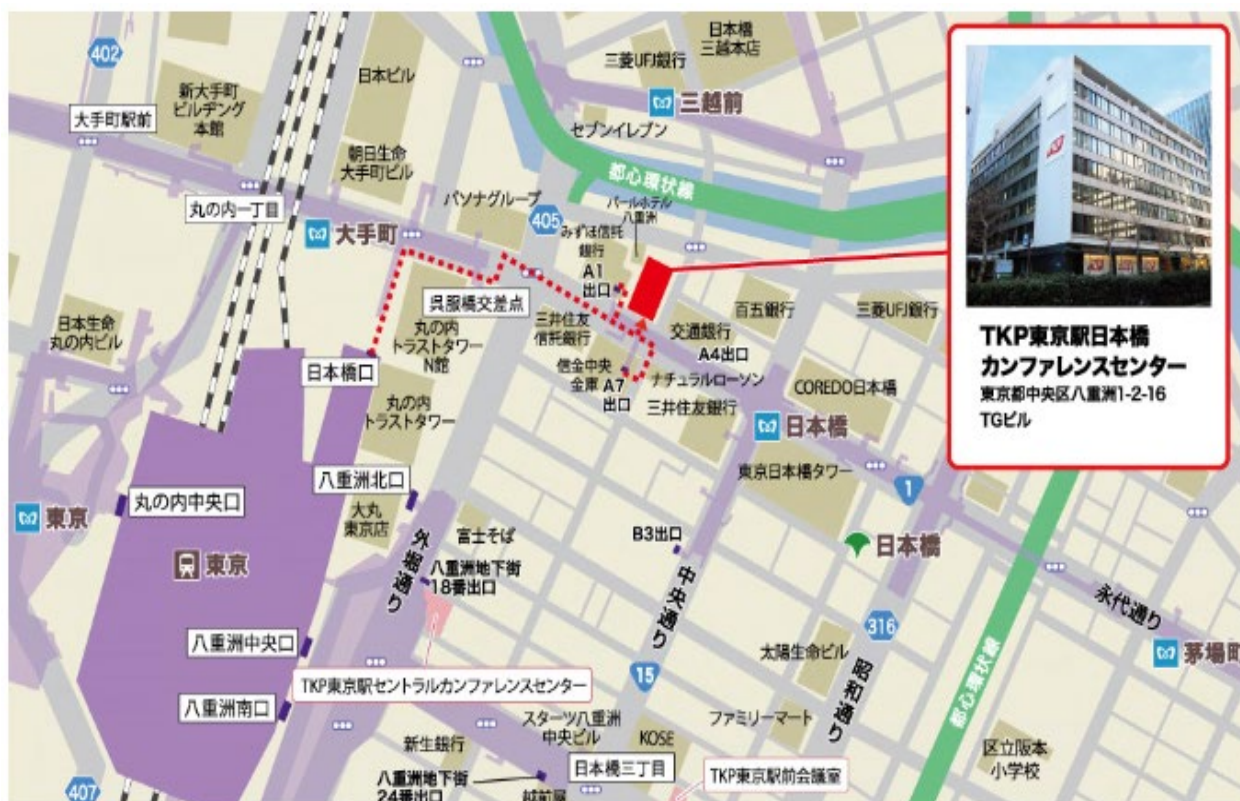 402
新大手町
ビルヂング
本館
大手町駅前
日本ビル
朝日生命
大手町ビル
丸の内一丁目
大手町
パソナグループ
405
日本橋
三越本店
三菱UFJ銀行
三越前
セブンイレブン
都心環状線
パールホテル
八重洲
みずほ信託
銀行
A1
出口
呉服橋交差点
三井住友
信託銀行
信金中央
金庫
A7
出口
交通銀行
A4出口
百五銀行
三菱UFJ銀行
ナチュラルローソン
三井住友銀行
COREDO日本橋
日本橋
東京日本橋タワー
1
日本橋
日本生命
丸の内ビル
日本橋口
丸の内
トラストタワー
N館
丸の内
トラストタワー
八重洲北口
丸の内中央口
東京
東京
大丸
東京店
外堀通り
富士そば
八重洲地下街
18番出口
B3出口
中央通り
八重洲中央口
八重洲南口
TKP東京駅セントラルカンファレンスセンター
15
316
太陽生命ビル
昭和通り
永代通り
茅場町
都心環状線
新生銀行
スターツ八重洲
中央ビル
KOSE
ファミリーマート
日本橋三丁目
TKP東京駅前会議室
区立阪本
小学校
八重洲地下街
24番出口
越前屋
407
TKP東京駅日本橋
カンファレンスセンター
東京都中央区八重洲1-2-16
TGビル